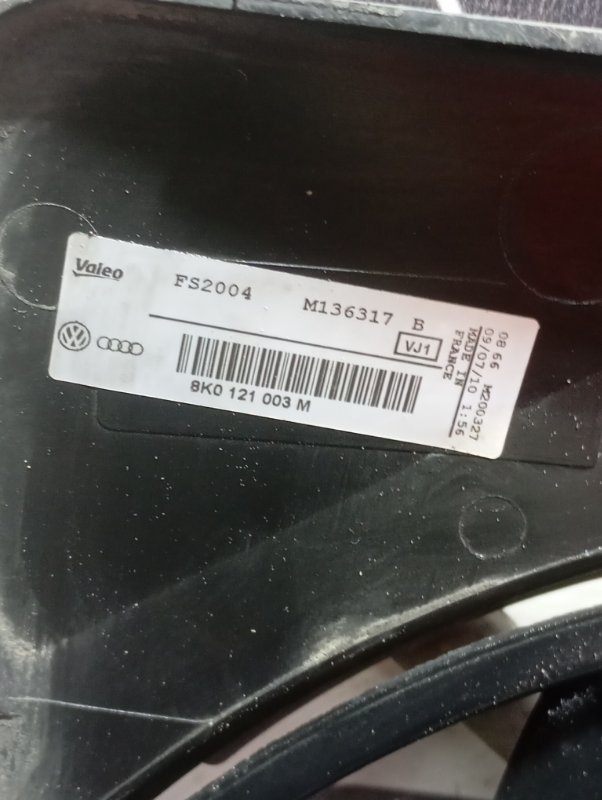 Valeo
FS2004 M136317 B
VJ1
8K0 121 003 M
08 66 M200327
09/07/10 1:56
MADE IN
FRANCE